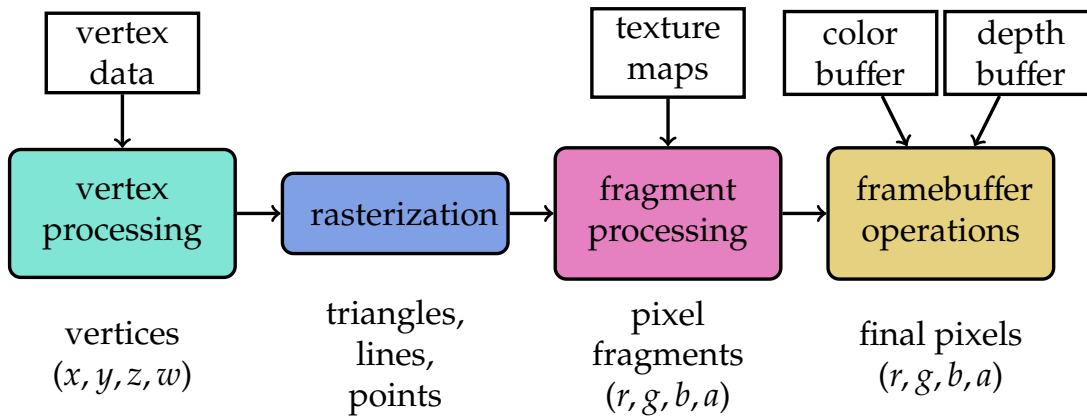 vertex
data
texture
maps
color
buffer
depth
buffer
vertex
processing
rasterization
fragment
processing
framebuffer
operations
vertices
(x, y, z, w)
triangles,
lines,
points
pixel
fragments
(r, g, b, a)
final pixels
(r, g, b, a)